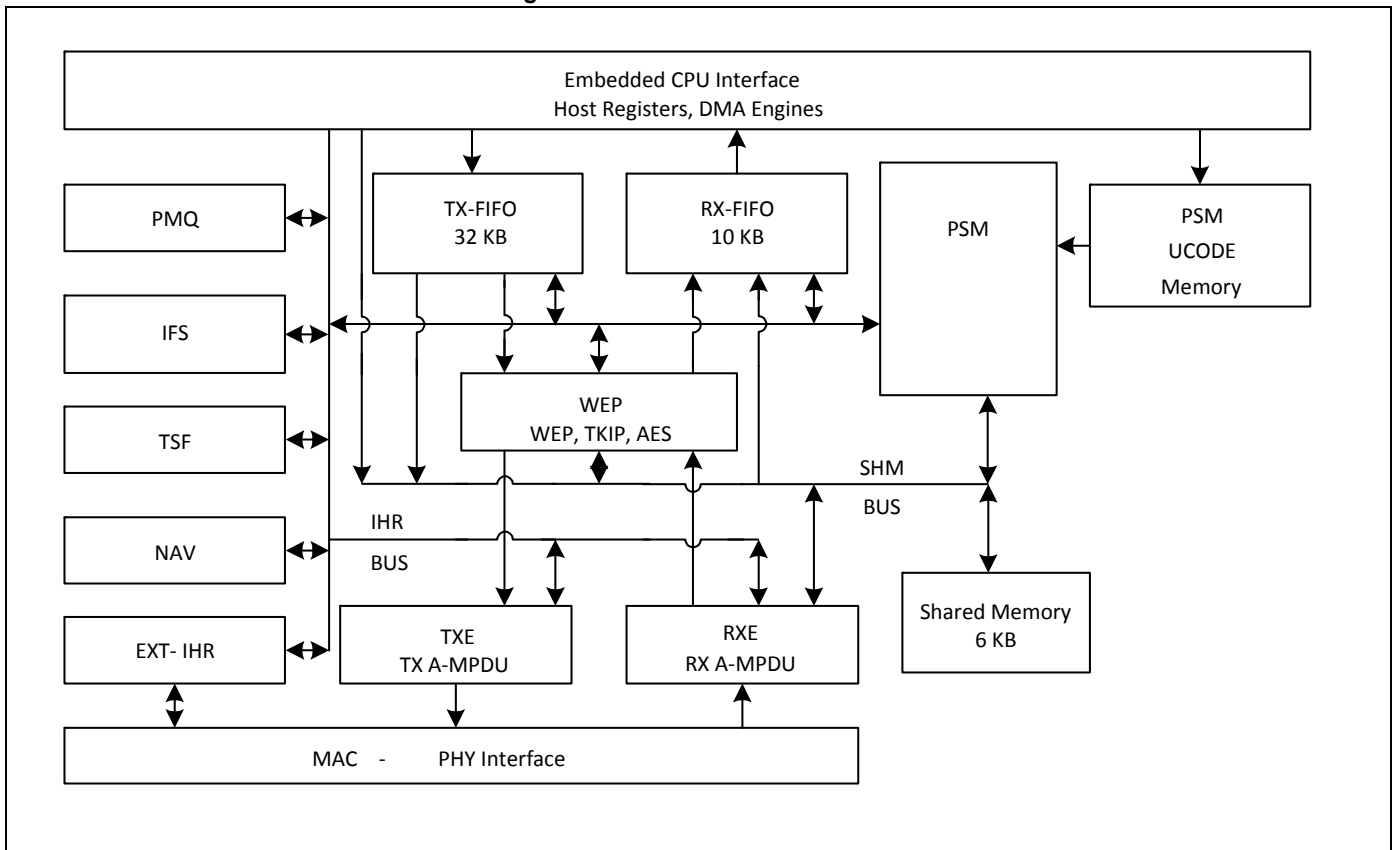 Embedded CPU Interface
Host Registers, DMA Engines
PMQ
TX-FIFO
32 KB
RX-FIFO
10 KB
PSM
PSM
UCODE
Memory
IFS
WEP
WEP, TKIP, AES
TSF
SHM
BUS
IHR
BUS
NAV
Shared Memory
6 KB
EXT- IHR
TXE
TX A-MPDU
RXE
RX A-MPDU
MAC - PHY Interface